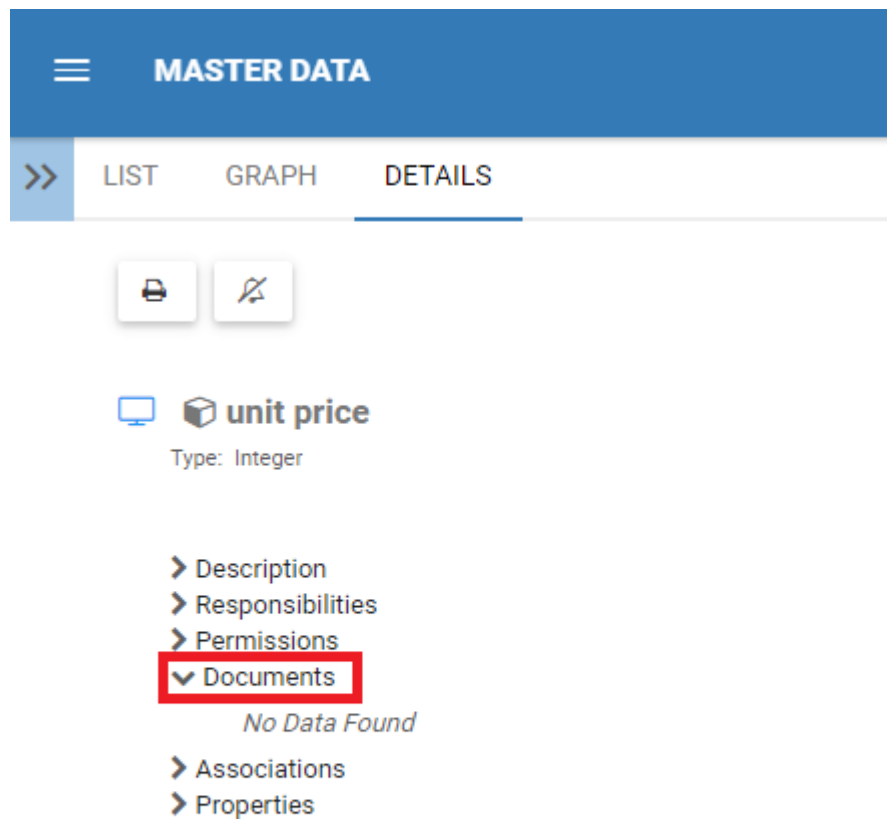 MASTER DATA
LIST GRAPH DETAILS
unit price
Type: Integer
Description
Responsibilities
Permissions
Documents
No Data Found
Associations
Properties